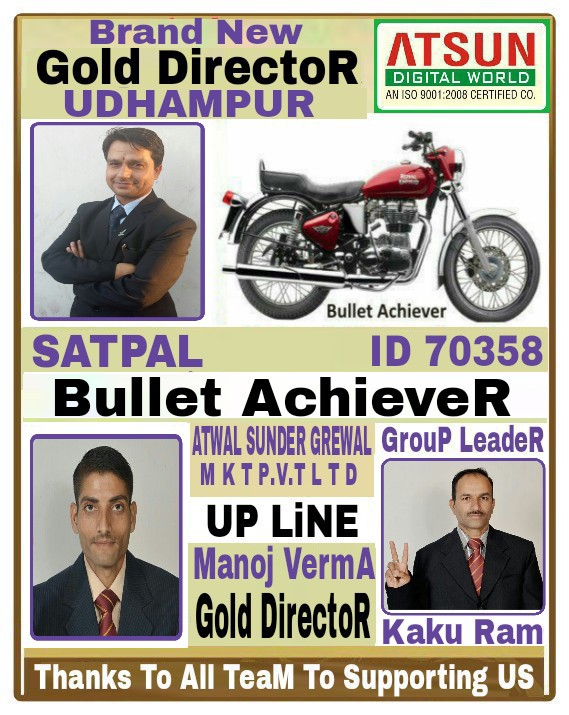 Brand New
Gold DirectoR
UDHAMPUR
ATSUN
DIGITAL WORLD
AN ISO 9001:2008 CERTIFIED CO.
ROYAL ENFIELD
Bullet Achiever
SATPAL ID 70358
Bullet AchieveR
ATWAL SUNDER GREWAL
M K T P.V.T L T D
UP LiNE
Manoj VermA
Gold DirectoR
GrouP LeadeR
Kaku Ram
Thanks To All TeaM To Supporting US